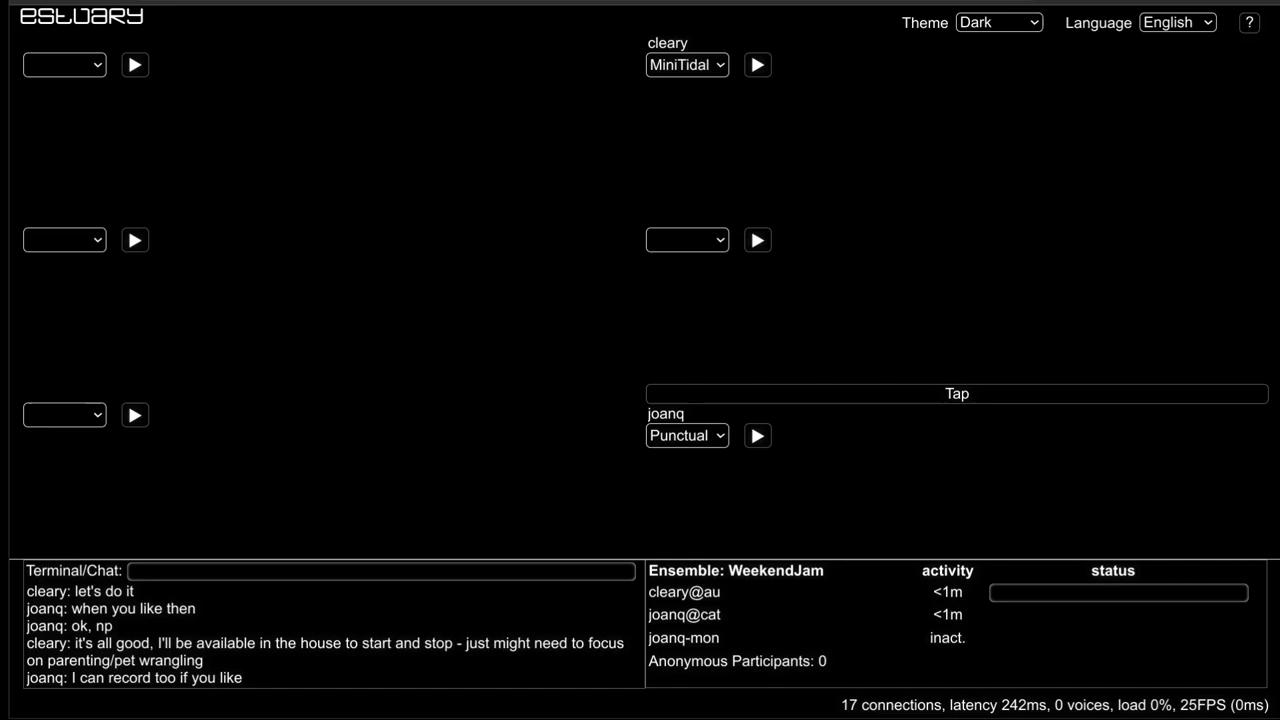 estuary
Theme Dark Language English ?
cleary
MiniTidal
Tap
joanq
Punctual
Terminal/Chat:
cleary: let's do it
joanq: when you like then
joanq: ok, np
cleary: it's all good, I'll be available in the house to start and stop - just might need to focus
on parenting/pet wrangling
joanq: I can record too if you like
Ensemble: WeekendJam activity status
cleary@au <1m
joanq@cat <1m
joanq-mon inact.
Anonymous Participants: 0
17 connections, latency 242ms, 0 voices, load 0%, 25FPS (0ms)